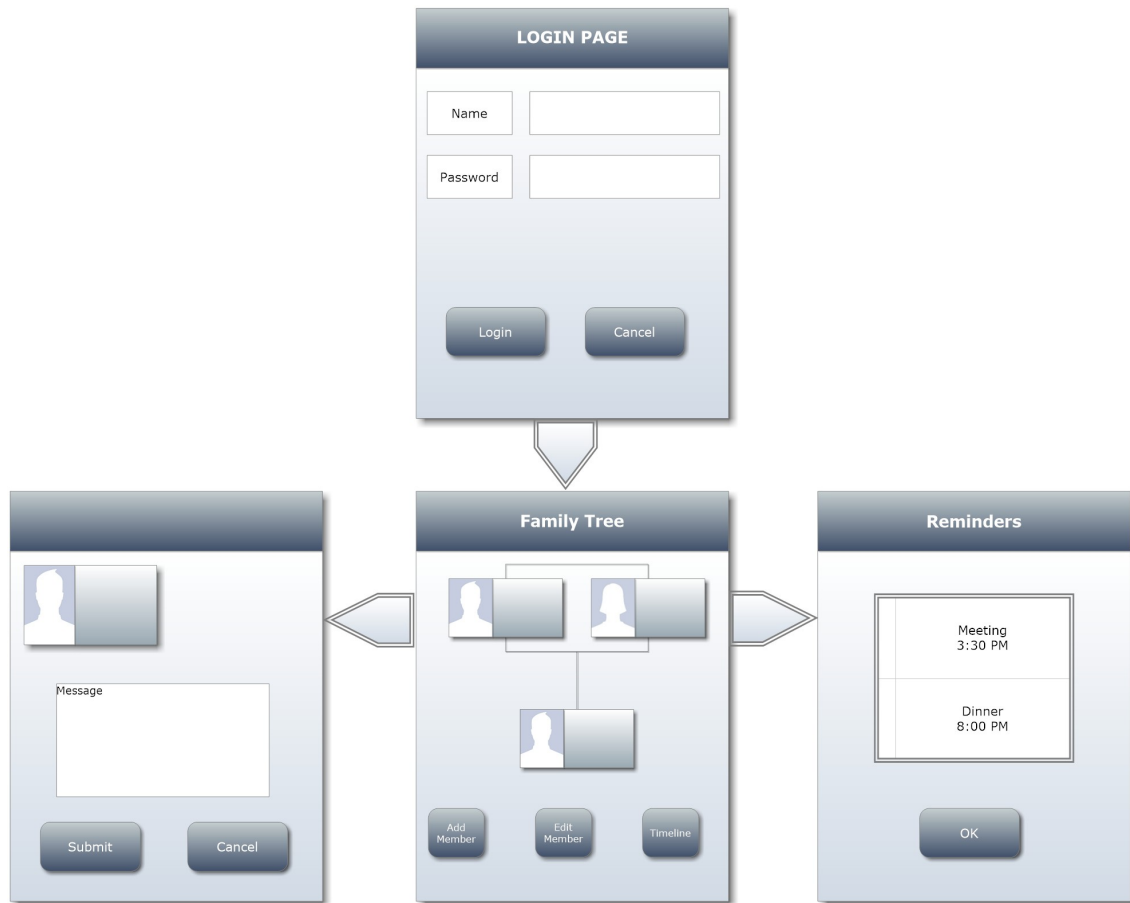 LOGIN PAGE
Name
Password
Login
Cancel
Message
Submit
Cancel
Family Tree
Add
Member
Edit
Member
Timeline
Reminders
Meeting
3:30 PM
Dinner
8:00 PM
OK